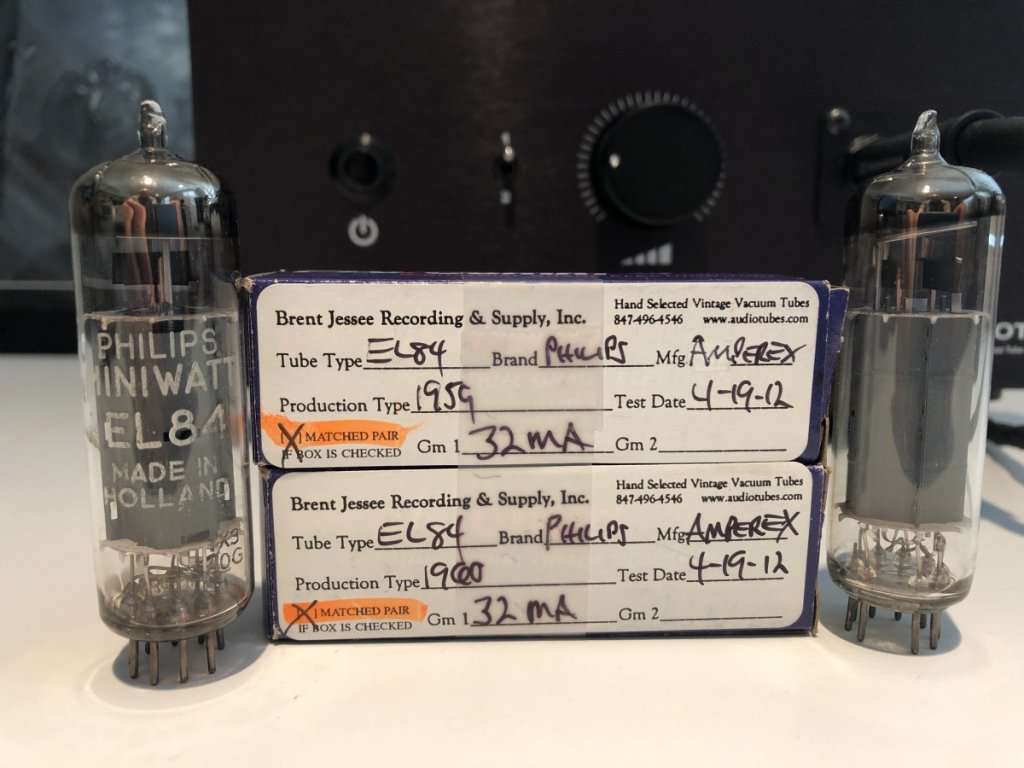 PHILIPS
MINIWATT
EL84
MADE IN
HOLLAND
Brent Jessee Recording & Supply, Inc.
Hand Selected Vintage Vacuum Tubes
847-496-4546 www.audiotubes.com
Tube Type EL84 Brand PHILIPS Mfg AMPEREX
Production Type 1959 Test Date 4-19-12
[X] MATCHED PAIR
IF BOX IS CHECKED
Gm 1 32 mA Gm 2
Brent Jessee Recording & Supply, Inc.
Hand Selected Vintage Vacuum Tubes
847-496-4546 www.audiotubes.com
Tube Type EL84 Brand PHILIPS Mfg AMPEREX
Production Type 1960 Test Date 4-19-12
[X] MATCHED PAIR
IF BOX IS CHECKED
Gm 1 32 mA Gm 2